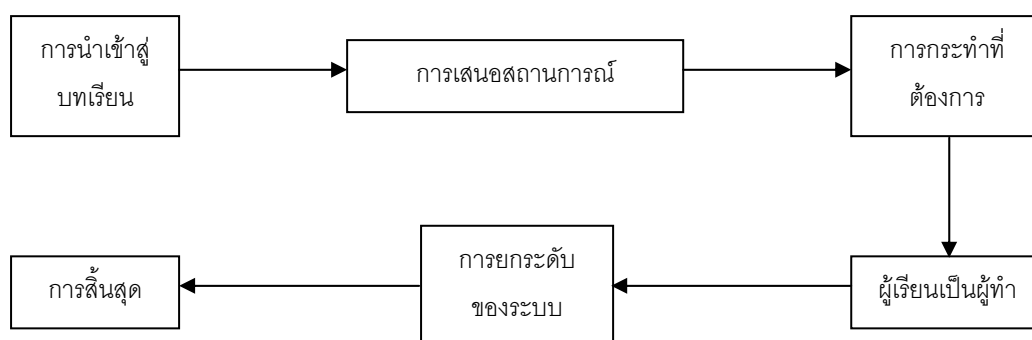 การนำเข้าสู่
บทเรียน
การเสนอสถานการณ์
การกระทำที่
ต้องการ
ผู้เรียนเป็นผู้ทำ
การยกระดับ
ของระบบ
การสิ้นสุด